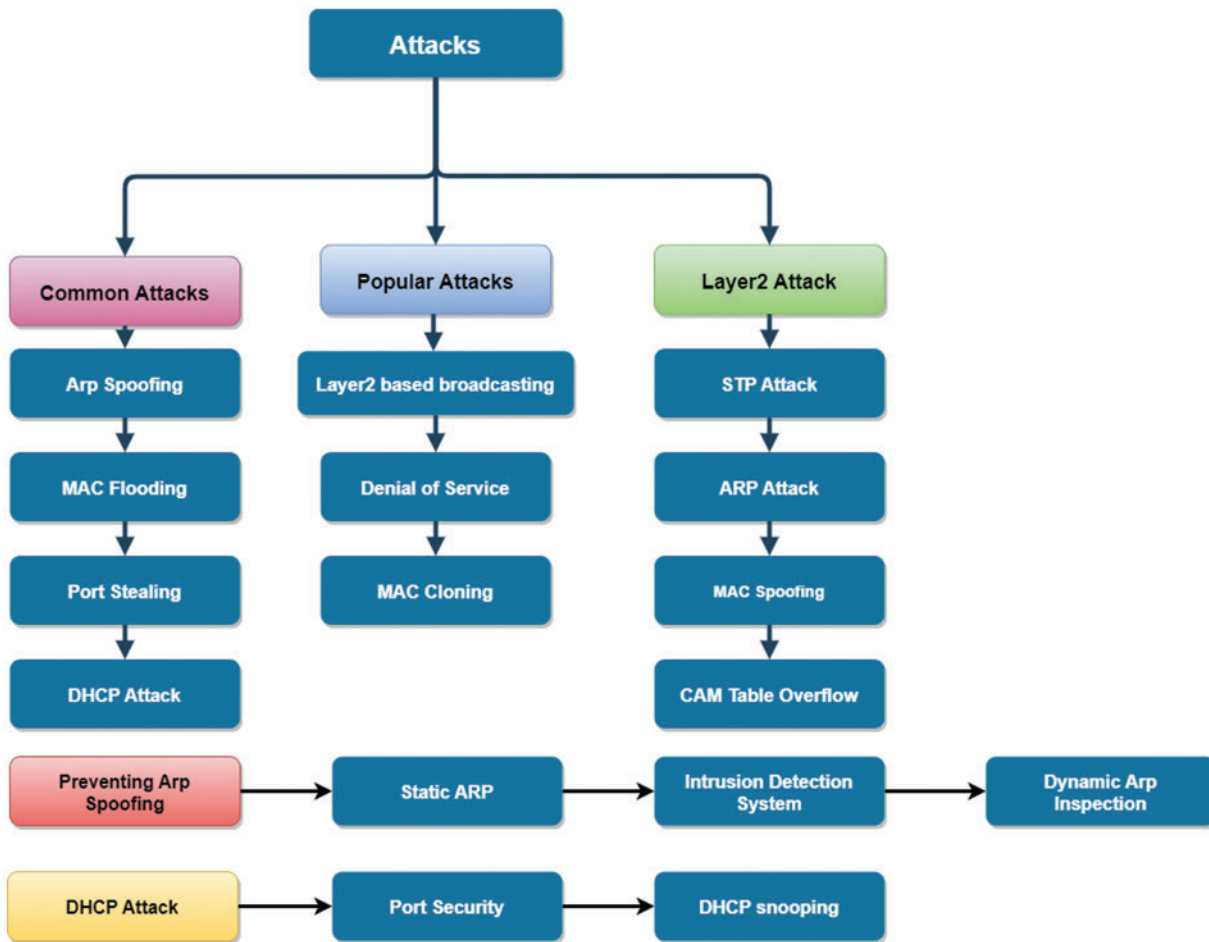 Attacks
Common Attacks
Popular Attacks
Layer2 Attack
Arp Spoofing
Layer2 based broadcasting
STP Attack
MAC Flooding
Denial of Service
ARP Attack
Port Stealing
MAC Cloning
MAC Spoofing
DHCP Attack
CAM Table Overflow
Preventing Arp
Spoofing
Static ARP
Intrusion Detection
System
Dynamic Arp
Inspection
DHCP Attack
Port Security
DHCP snooping